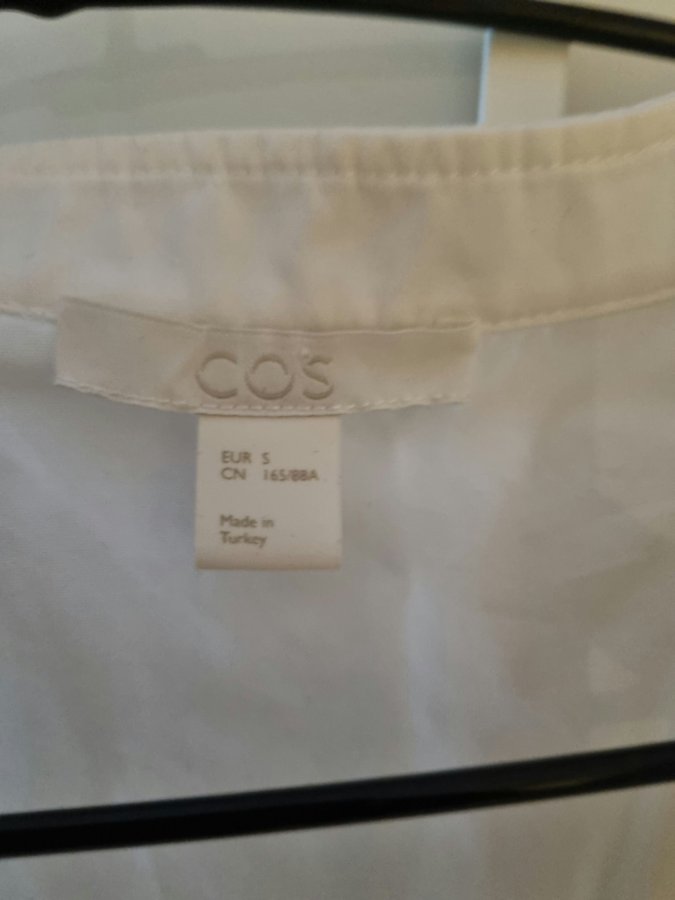 COS
EUR S
CN 165/88A
Made in
Turkey